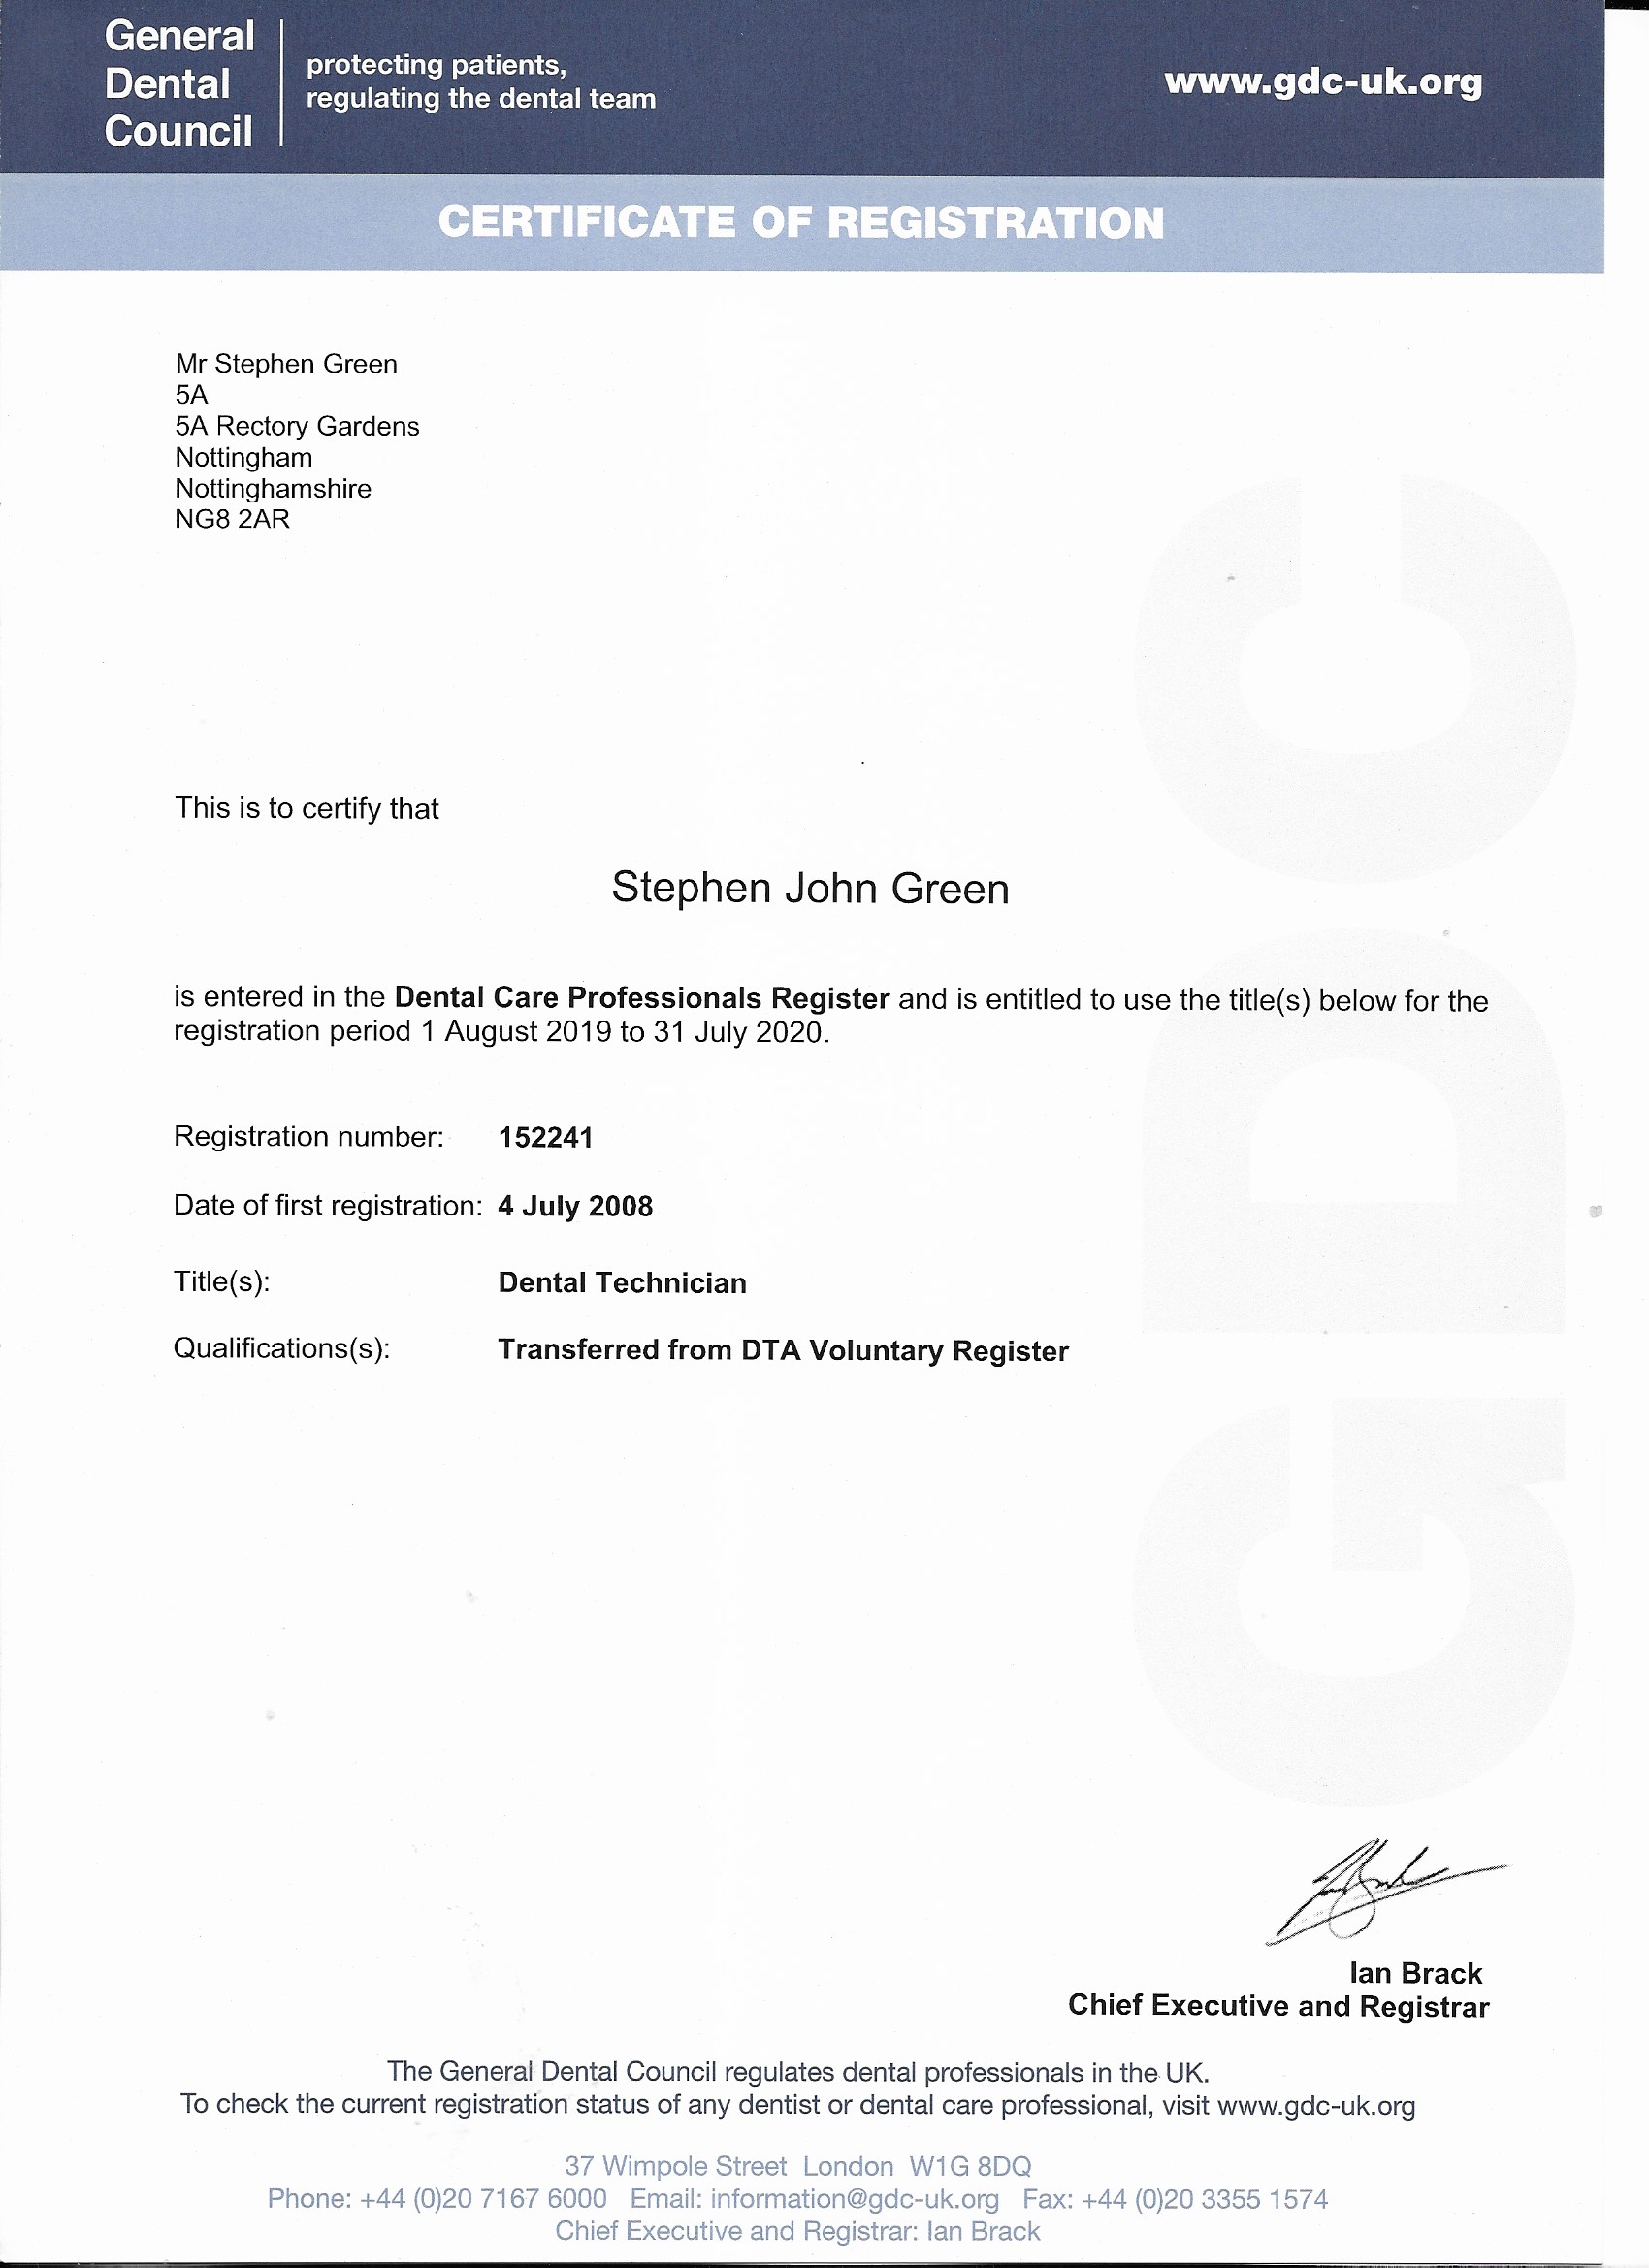 General
Dental
Council
protecting patients,
regulating the dental team
www.gdc-uk.org
CERTIFICATE OF REGISTRATION
Mr Stephen Green
5A
5A Rectory Gardens
Nottingham
Nottinghamshire
NG8 2AR
This is to certify that
Stephen John Green
is entered in the Dental Care Professionals Register and is entitled to use the title(s) below for the
registration period 1 August 2019 to 31 July 2020.
Registration number: 152241
Date of first registration: 4 July 2008
Title(s): Dental Technician
Qualifications(s): Transferred from DTA Voluntary Register
GDC
Ian Brack
Chief Executive and Registrar
The General Dental Council regulates dental professionals in the UK.
To check the current registration status of any dentist or dental care professional, visit www.gdc-uk.org
37 Wimpole Street London W1G 8DQ
Phone: +44 (0)20 7167 6000 Email: information@gdc-uk.org Fax: +44 (0)20 3355 1574
Chief Executive and Registrar: Ian Brack